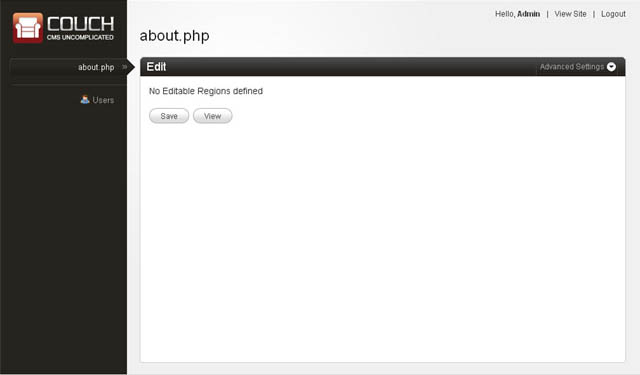 COUCH
CMS UNCOMPLICATED
Hello, Admin | View Site | Logout
about.php
about.php »
Users
Edit
Advanced Settings
No Editable Regions defined
Save View